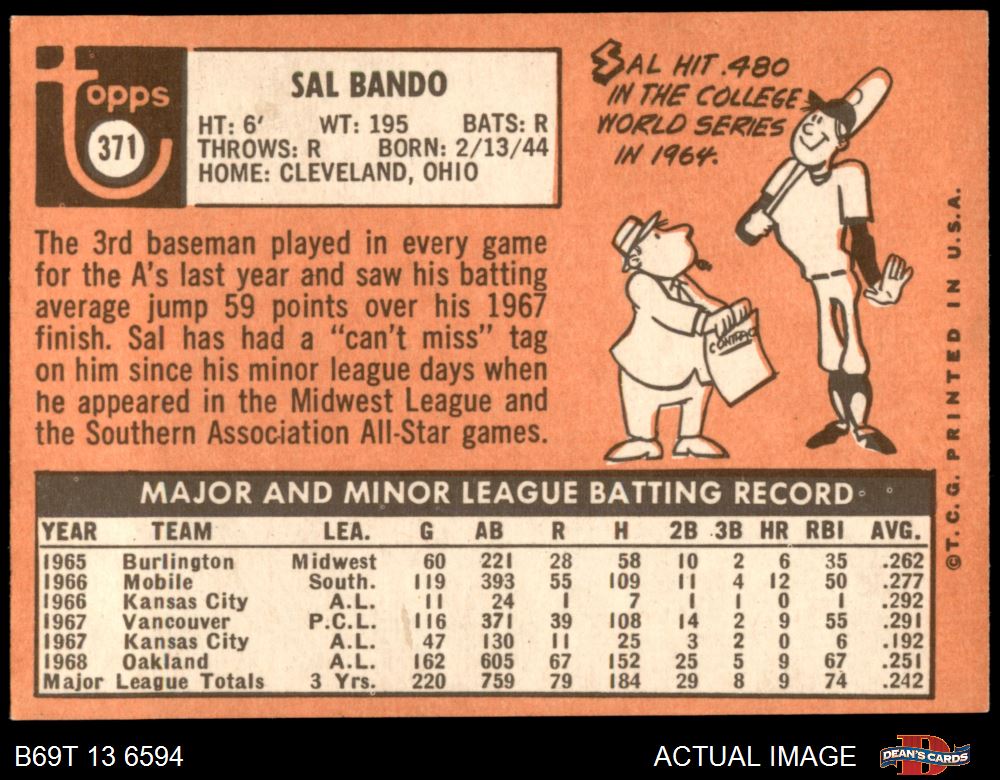 topps
371
SAL BANDO
HT: 6' WT: 195 BATS: R
THROWS: R BORN: 2/13/44
HOME: CLEVELAND, OHIO
SAL HIT .480
IN THE COLLEGE
WORLD SERIES
IN 1964.
CONTRACT
The 3rd baseman played in every game
for the A's last year and saw his batting
average jump 59 points over his 1967
finish. Sal has had a "can't miss" tag
on him since his minor league days when
he appeared in the Midwest League and
the Southern Association All-Star games.
MAJOR AND MINOR LEAGUE BATTING RECORD
YEAR TEAM LEA. G AB R H 2B 3B HR RBI AVG.
1965 Burlington Midwest 60 221 28 58 10 2 6 35 .262
1966 Mobile South. 119 393 55 109 11 4 12 50 .277
1966 Kansas City A.L. 11 24 1 7 1 1 0 1 .292
1967 Vancouver P.C.L. 116 371 39 108 14 2 9 55 .291
1967 Kansas City A.L. 47 130 11 25 3 2 0 6 .192
1968 Oakland A.L. 162 605 67 152 25 5 9 67 .251
Major League Totals 3 Yrs. 220 759 79 184 29 8 9 74 .242
©T.C.G. PRINTED IN U.S.A.
B69T 13 6594
ACTUAL IMAGE
DEAN'S CARDS